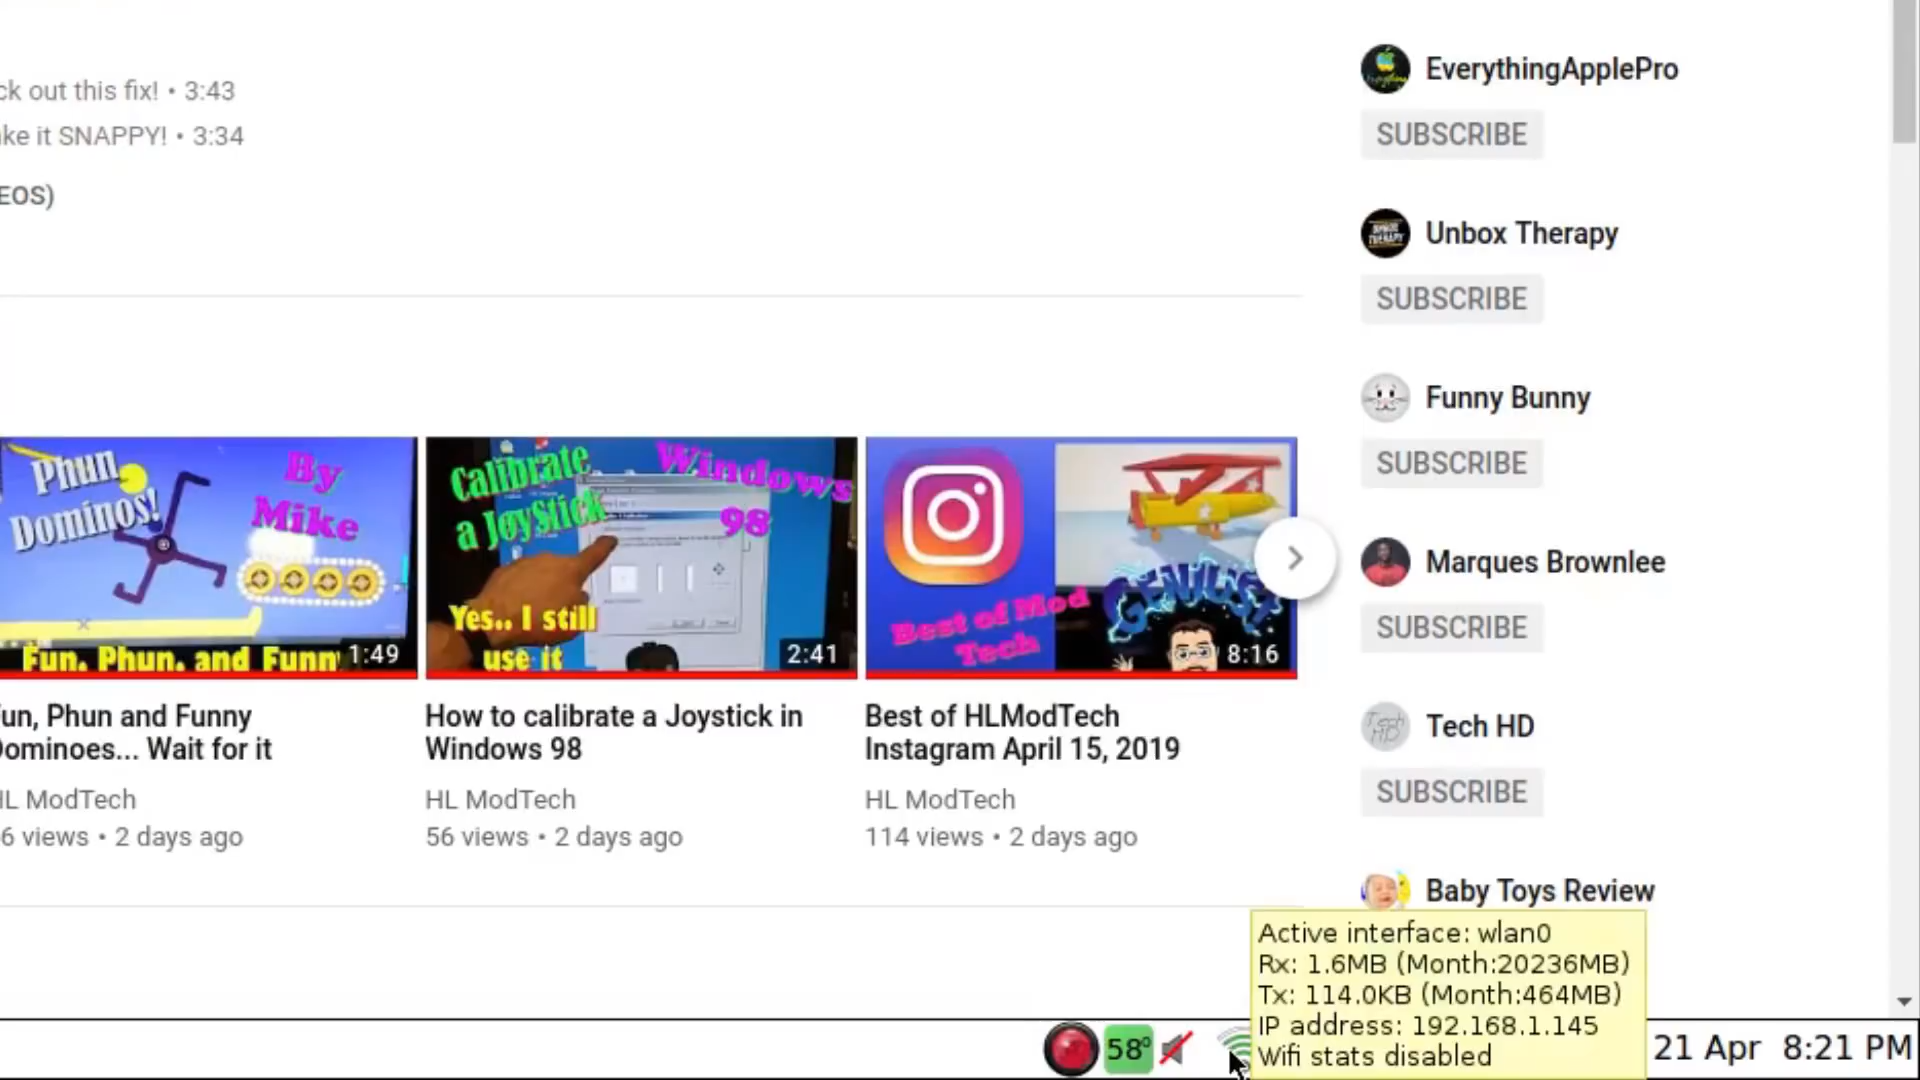 ck out this fix! • 3:43
ke it SNAPPY! • 3:34
EOS)
Phun
Dominos!
By
Mike
Fun, Phun, and Funn
1:49
Calibrate
a JoyStick
Windows
98
Yes.. I still
use it
2:41
Best of Mod
Tech
GENIUS!
8:16
un, Phun and Funny
Dominoes... Wait for it
HL ModTech
6 views • 2 days ago
How to calibrate a Joystick in
Windows 98
HL ModTech
56 views • 2 days ago
Best of HLModTech
Instagram April 15, 2019
HL ModTech
114 views • 2 days ago
EverythingApplePro
SUBSCRIBE
UNBOX
THERAPY
Unbox Therapy
SUBSCRIBE
Funny Bunny
SUBSCRIBE
Marques Brownlee
SUBSCRIBE
Tech
HD
Tech HD
SUBSCRIBE
Baby Toys Review
Active interface: wlan0
Rx: 1.6MB (Month:20236MB)
Tx: 114.0KB (Month:464MB)
IP address: 192.168.1.145
Wifi stats disabled
58°
21 Apr 8:21 PM